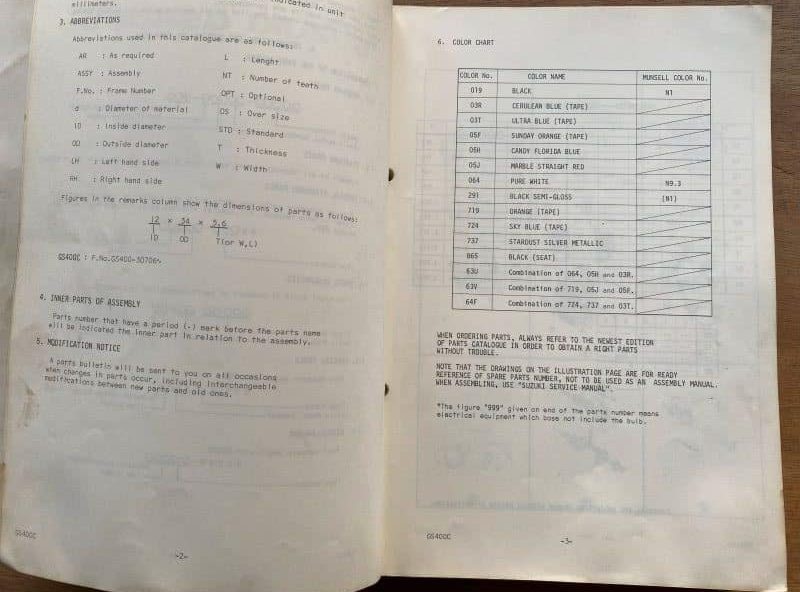 millimeters.
indicated in unit
3. ABBREVIATIONS
Abbreviations used in this catalogue are as follows:
AR : As required
ASSY : Assembly
F.No. : Frame Number
d : Diameter of material
ID : Inside diameter
OD : Outside diameter
LH : Left hand side
RH : Right hand side
L : Lenght
NT : Number of teeth
OPT : Optional
OS : Over size
STD : Standard
T : Thickness
W : Width
Figures in the remarks column show the dimensions of parts as follows:
12 × 34 × 5.6
ID OD T(or W,L)
GS400C : F.No.GS400-30706~
4. INNER PARTS OF ASSEMBLY
Parts number that have a period (·) mark before the parts name
will be indicated the inner part in relation to the assembly.
5. MODIFICATION NOTICE
A parts bulletin will be sent to you on all occasions
when changes in parts occur, including interchangeable
modifications between new parts and old ones.
GS400C
-2-
6. COLOR CHART
COLOR No. COLOR NAME MUNSELL COLOR No.
019 BLACK N1
03R CERULEAN BLUE (TAPE)
03T ULTRA BLUE (TAPE)
05F SUNDAY ORANGE (TAPE)
05H CANDY FLORIDA BLUE
05J MARBLE STRAIGHT RED
064 PURE WHITE N9.3
291 BLACK SEMI-GLOSS (N1)
719 ORANGE (TAPE)
724 SKY BLUE (TAPE)
737 STARDUST SILVER METALLIC
865 BLACK (SEAT)
63U Combination of 064, 05H and 03R.
63V Combination of 719, 05J and 05F.
64F Combination of 724, 737 and 03T.
WHEN ORDERING PARTS, ALWAYS REFER TO THE NEWEST EDITION
OF PARTS CATALOGUE IN ORDER TO OBTAIN A RIGHT PARTS
WITHOUT TROUBLE.
NOTE THAT THE DRAWINGS ON THE ILLUSTRATION PAGE ARE FOR READY
REFERENCE OF SPARE PARTS NUMBER, NOT TO BE USED AS AN ASSEMBLY MANUAL.
WHEN ASSEMBLING, USE "SUZUKI SERVICE MANUAL".
*The figure "999" given on end of the parts number means
electrical equipment which dose not include the bulb.
GS400C
-3-